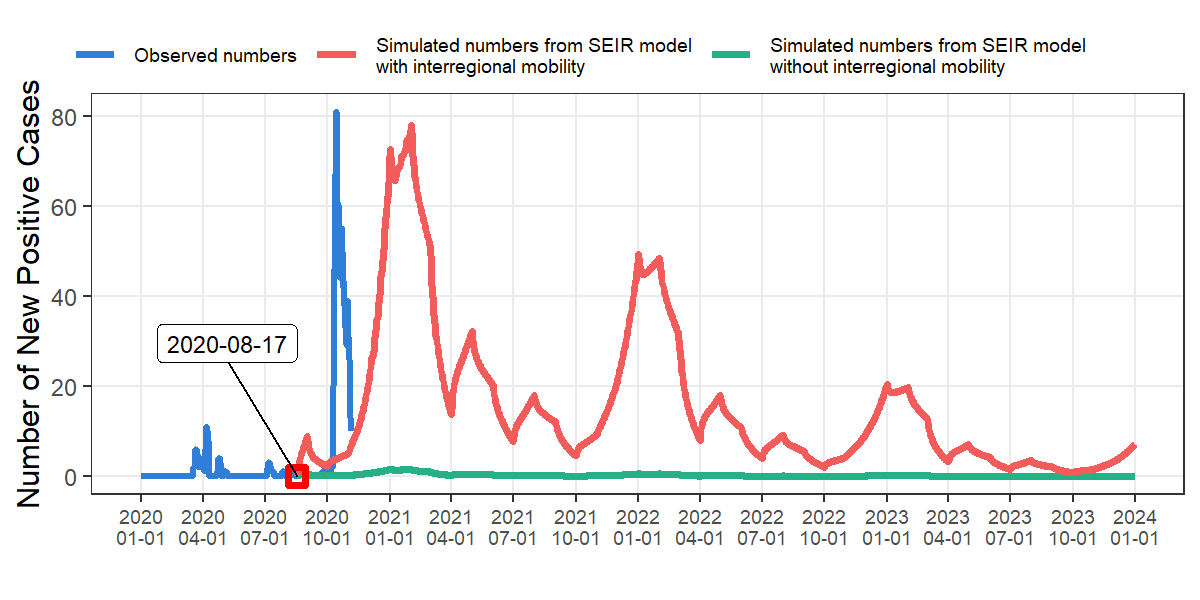 Observed numbers
Simulated numbers from SEIR model
with interregional mobility
Simulated numbers from SEIR model
without interregional mobility
Number of New Positive Cases
80
60
40
20
0
2020-08-17
2020 2020 2020 2020 2021 2021 2021 2021 2022 2022 2022 2022 2023 2023 2023 2023 2024
01-01 04-01 07-01 10-01 01-01 04-01 07-01 10-01 01-01 04-01 07-01 10-01 01-01 04-01 07-01 10-01 01-01